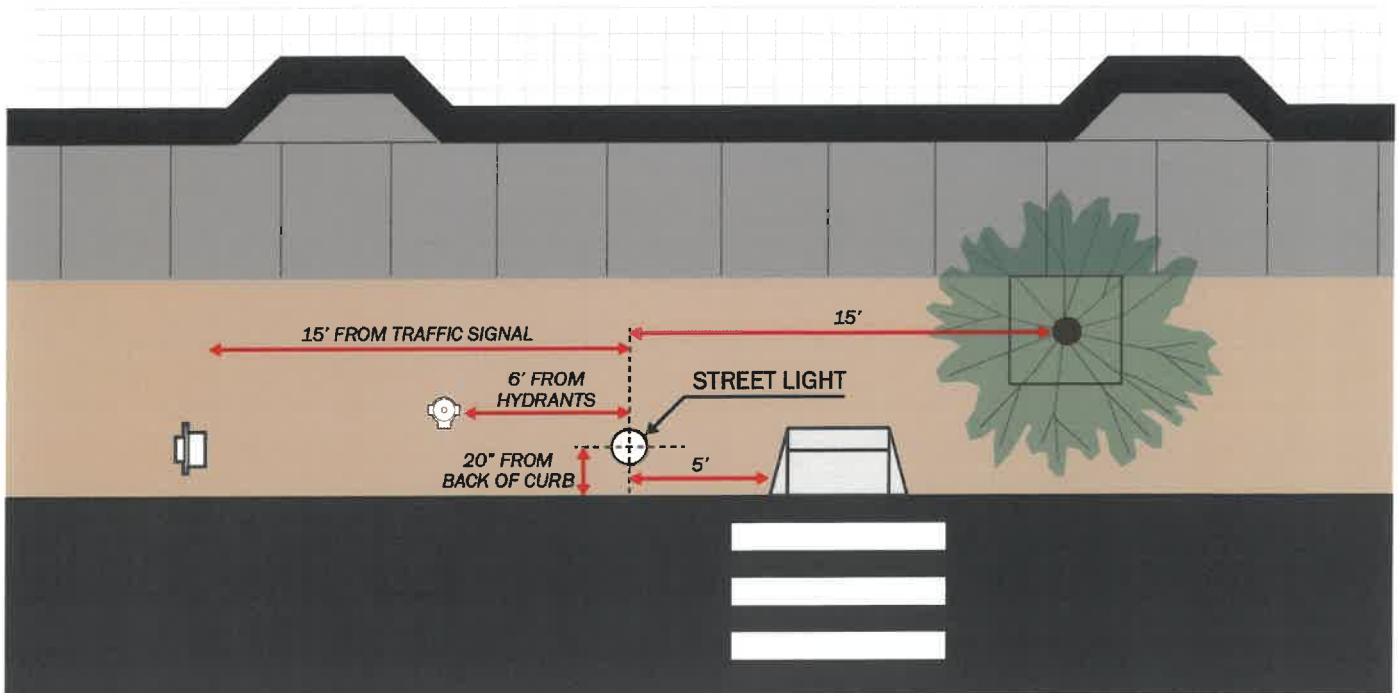 15' FROM TRAFFIC SIGNAL
15'
6' FROM
HYDRANTS
STREET LIGHT
20" FROM
BACK OF CURB
5'